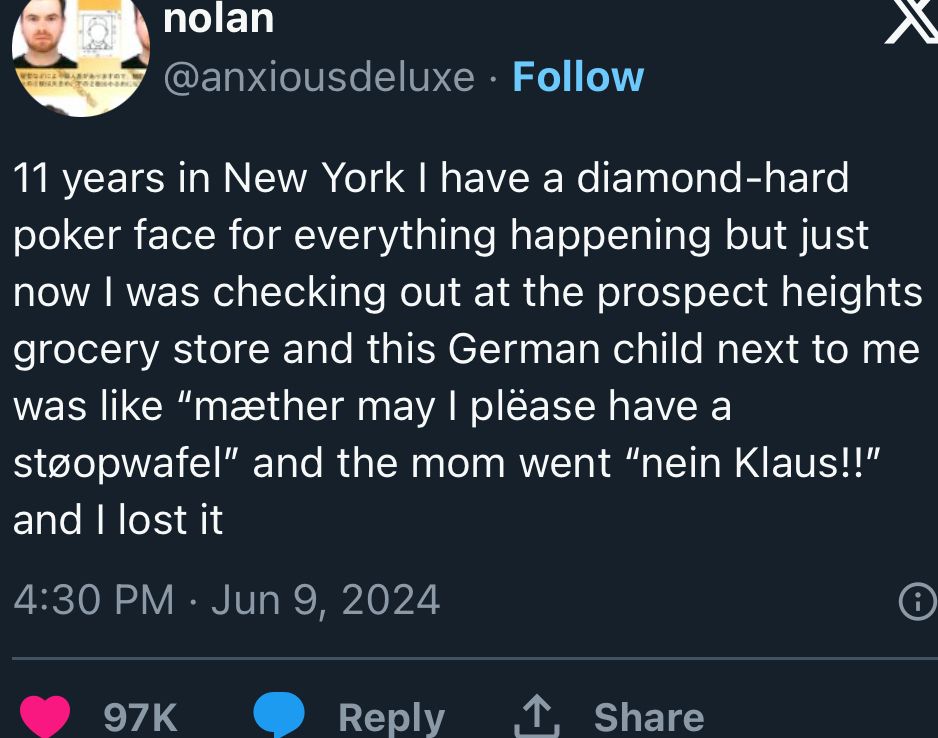 nolan
@anxiousdeluxe · Follow
11 years in New York I have a diamond-hard
poker face for everything happening but just
now I was checking out at the prospect heights
grocery store and this German child next to me
was like “mæther may I plëase have a
støopwafel” and the mom went “nein Klaus!!”
and I lost it
4:30 PM · Jun 9, 2024
97K Reply Share